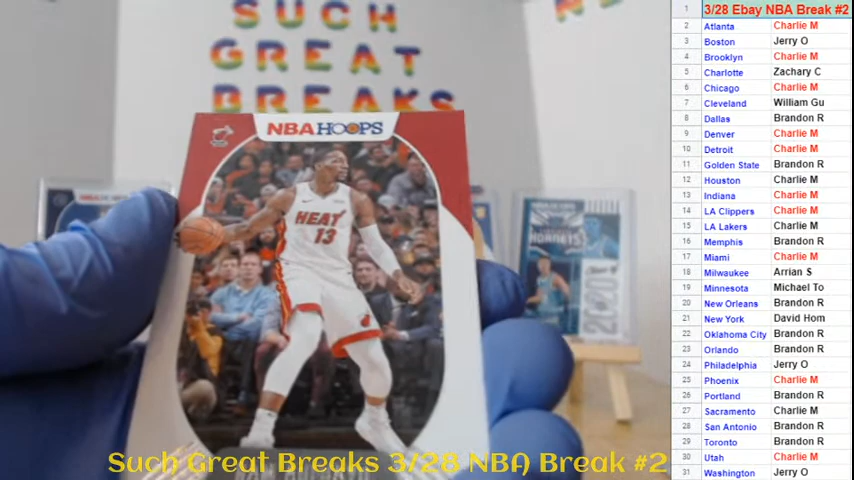 SUCH
GREAT
BREAKS
NBA HOOPS
HEAT
13
HORNETS
Such Great Breaks 3/28 NBA Break #2
1 3/28 Ebay NBA Break #2
2 Atlanta Charlie M
3 Boston Jerry O
4 Brooklyn Charlie M
5 Charlotte Zachary C
6 Chicago Charlie M
7 Cleveland William Gu
8 Dallas Brandon R
9 Denver Charlie M
10 Detroit Charlie M
11 Golden State Brandon R
12 Houston Charlie M
13 Indiana Charlie M
14 LA Clippers Charlie M
15 LA Lakers Charlie M
16 Memphis Brandon R
17 Miami Charlie M
18 Milwaukee Arrian S
19 Minnesota Michael To
20 New Orleans Brandon R
21 New York David Hom
22 Oklahoma City Brandon R
23 Orlando Brandon R
24 Philadelphia Jerry O
25 Phoenix Charlie M
26 Portland Brandon R
27 Sacramento Charlie M
28 San Antonio Brandon R
29 Toronto Brandon R
30 Utah Charlie M
31 Washington Jerry O